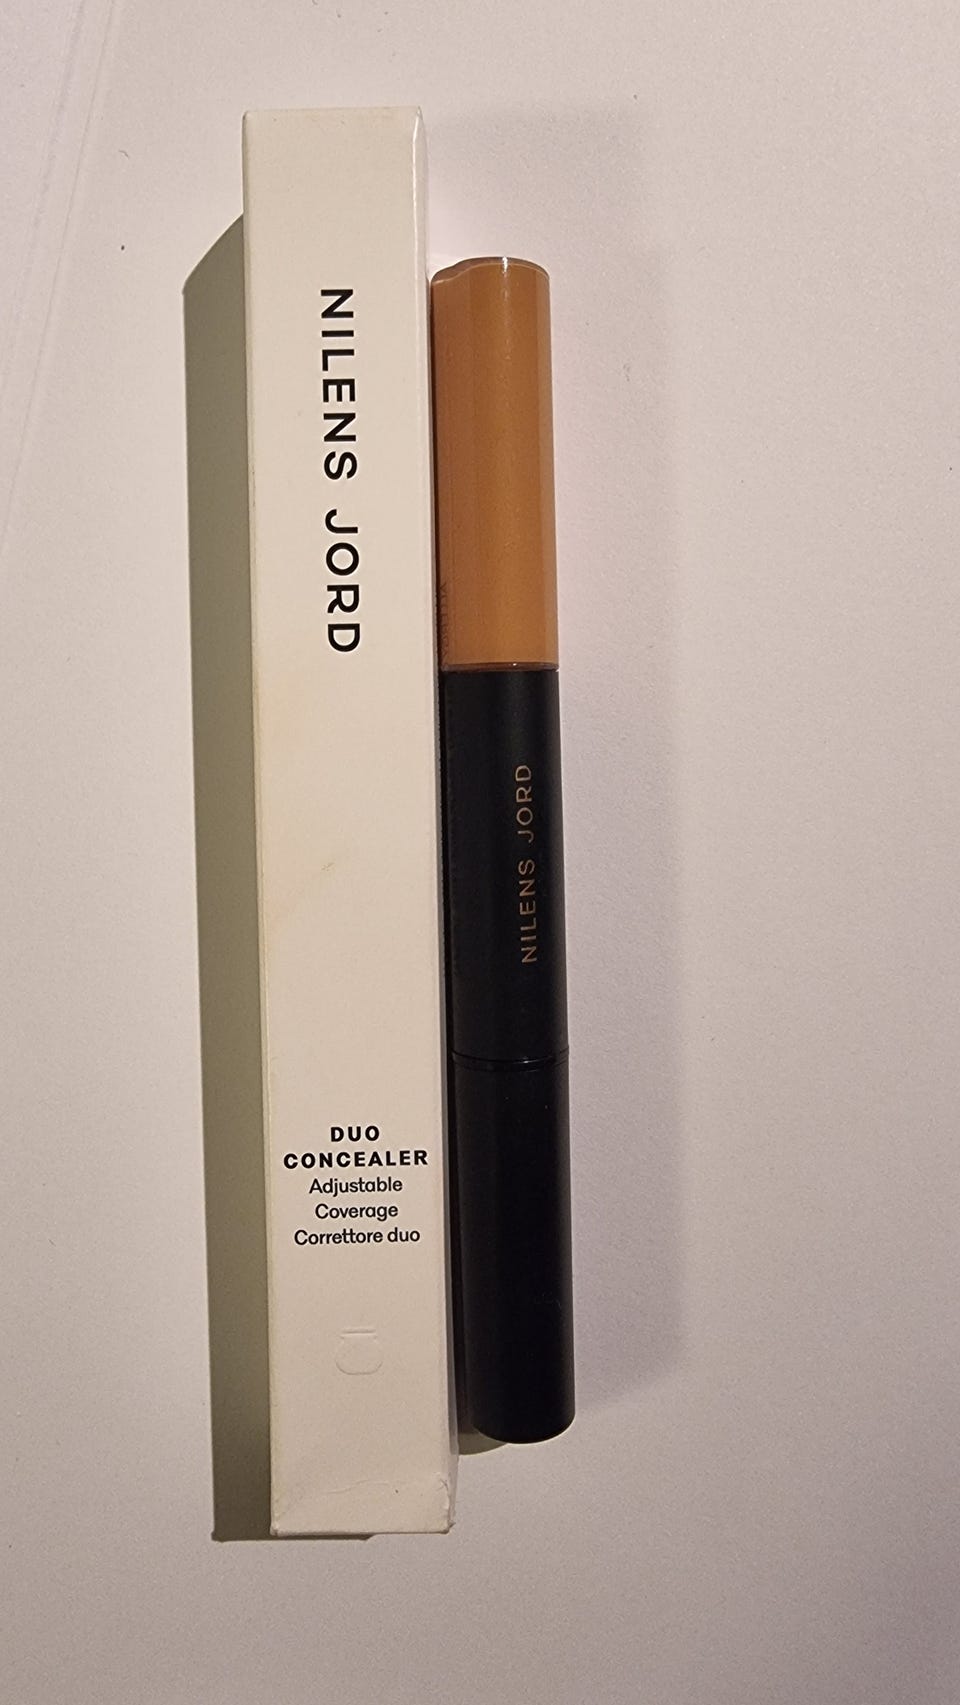 NILENS JORD
DUO
CONCEALER
Adjustable
Coverage
Correttore duo
NILENS JORD